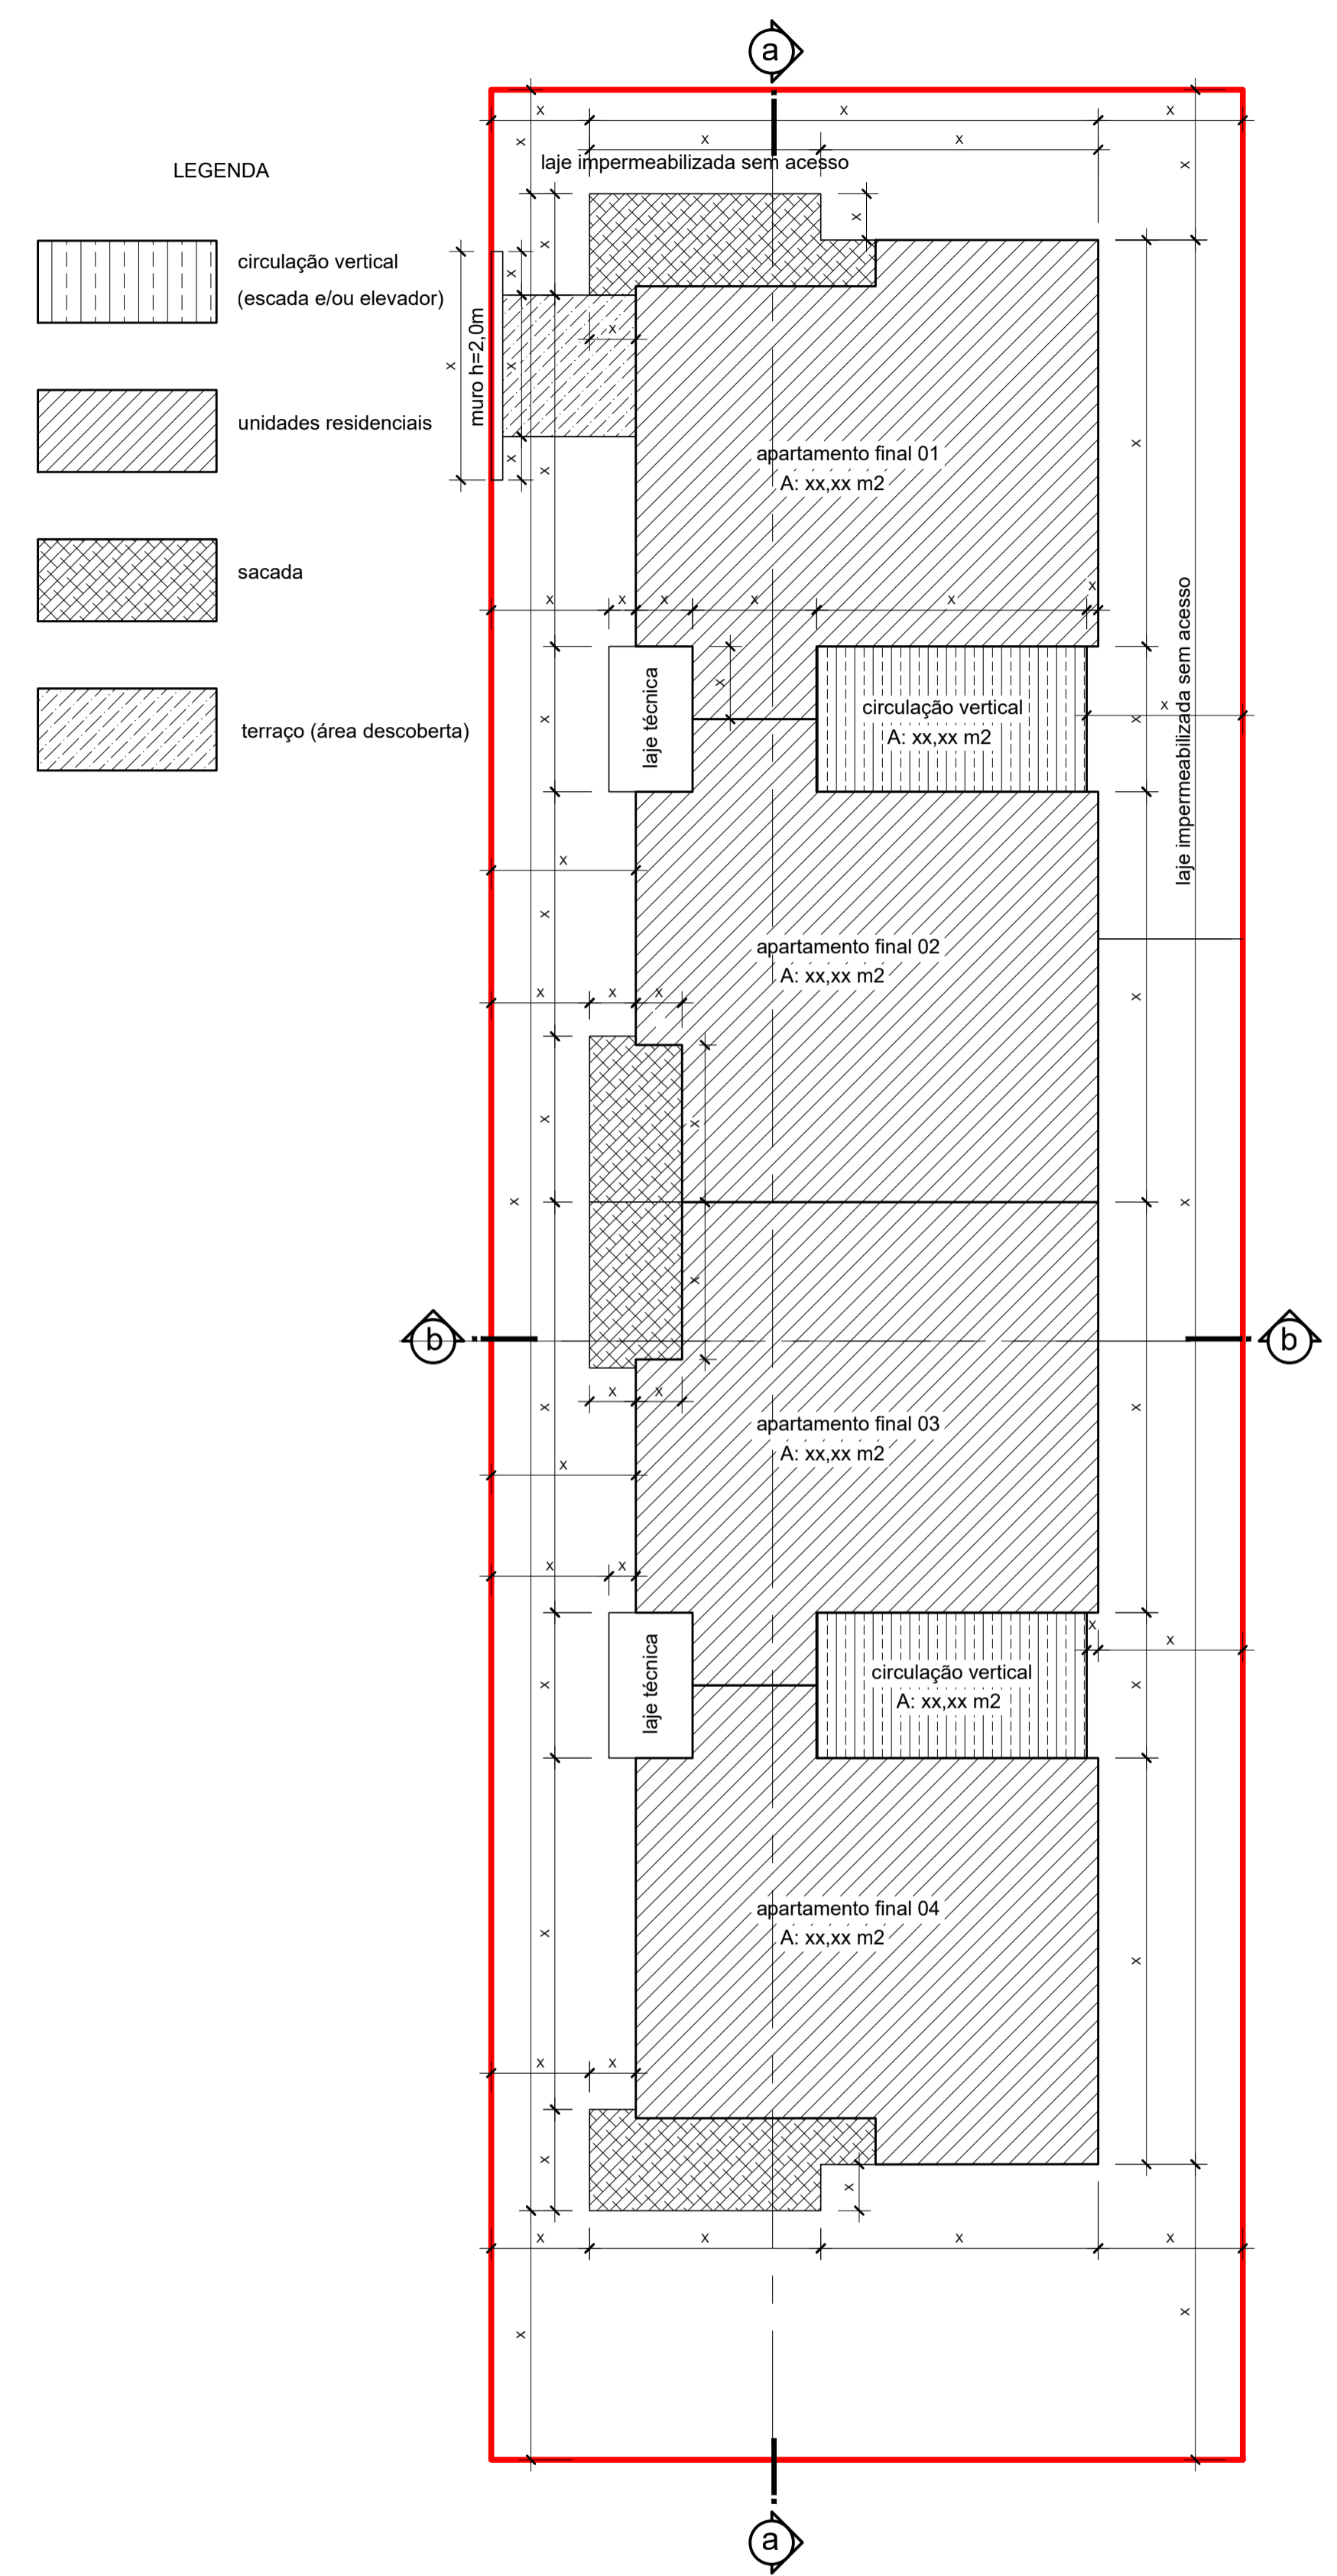 a
x x x
x x
x
x
laje impermeabilizada sem acesso
LEGENDA
circulação vertical
(escada e/ou elevador)
unidades residenciais
sacada
terraço (área descoberta)
x
x
x
x
x
muro h=2,0m
x
x
x
x
apartamento final 01
A: xx,xx m2
x
x x x x x x
laje impermeabilizada sem acesso
laje técnica
x
x
circulação vertical
A: xx,xx m2
x
x
x
x
apartamento final 02
A: xx,xx m2
x
x x x
x
x
x
x
x
x
b
b
x x
x
apartamento final 03
A: xx,xx m2
x
x
x x
laje técnica
x
circulação vertical
A: xx,xx m2
x
x
x
apartamento final 04
A: xx,xx m2
x
x
x x
x
x
x x x x
x
x
a